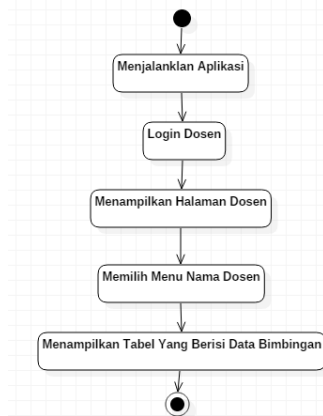 Menjalanklan Aplikasi
Login Dosen
Menampilkan Halaman Dosen
Memilih Menu Nama Dosen
Menampilkan Tabel Yang Berisi Data Bimbingan